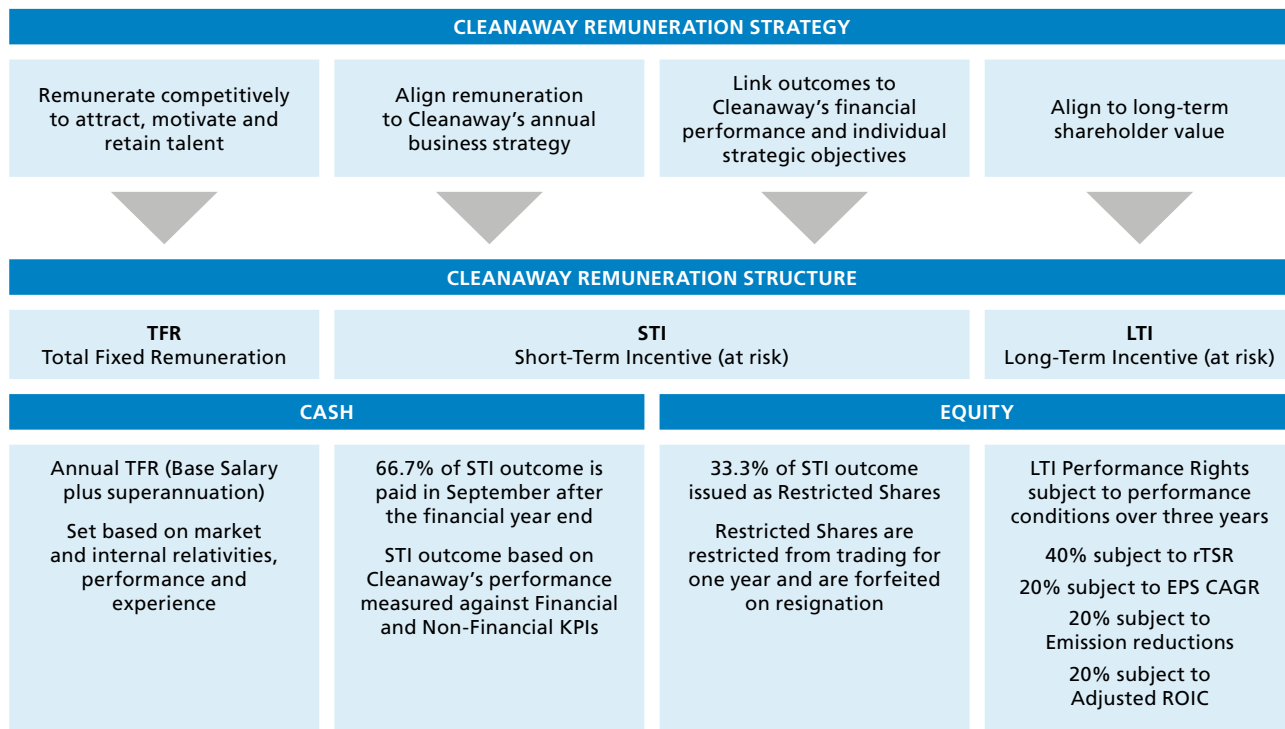 CLEANAWAY REMUNERATION STRATEGY
Remunerate competitively
to attract, motivate and
retain talent
Align remuneration
to Cleanaway's annual
business strategy
Link outcomes to
Cleanaway's financial
performance and individual
strategic objectives
Align to long-term
shareholder value
CLEANAWAY REMUNERATION STRUCTURE
TFR
Total Fixed Remuneration
STI
Short-Term Incentive (at risk)
LTI
Long-Term Incentive (at risk)
CASH
EQUITY
Annual TFR (Base Salary
plus superannuation)
Set based on market
and internal relativities,
performance and
experience
66.7% of STI outcome is
paid in September after
the financial year end
STI outcome based on
Cleanaway's performance
measured against Financial
and Non-Financial KPIs
33.3% of STI outcome
issued as Restricted Shares
Restricted Shares are
restricted from trading for
one year and are forfeited
on resignation
LTI Performance Rights
subject to performance
conditions over three years
40% subject to rTSR
20% subject to EPS CAGR
20% subject to
Emission reductions
20% subject to
Adjusted ROIC